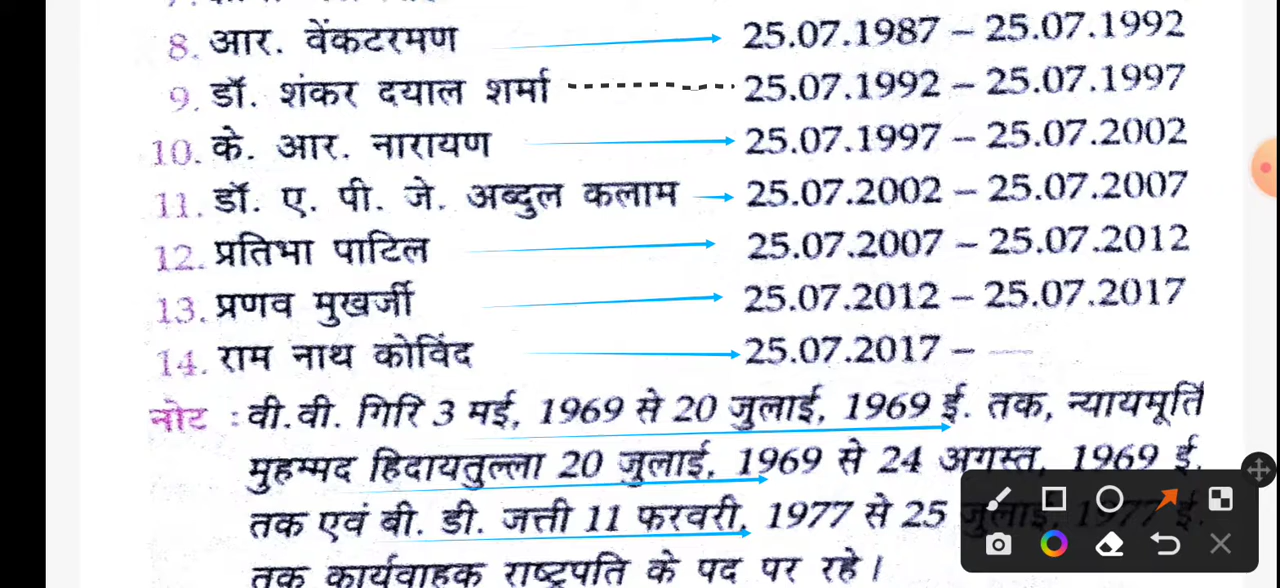 8. आर. वेंकटरमण 25.07.1987 – 25.07.1992
9. डॉ. शंकर दयाल शर्मा 25.07.1992 – 25.07.1997
10. के. आर. नारायण 25.07.1997 – 25.07.2002
11. डॉ. ए. पी. जे. अब्दुल कलाम 25.07.2002 – 25.07.2007
12. प्रतिभा पाटिल 25.07.2007 – 25.07.2012
13. प्रणव मुखर्जी 25.07.2012 – 25.07.2017
14. राम नाथ कोविंद 25.07.2017 –
नोट : वी.वी. गिरि 3 मई, 1969 से 20 जुलाई, 1969 ई. तक, न्यायमूर्ति
मुहम्मद हिदायतुल्ला 20 जुलाई, 1969 से 24 अगस्त, 1969 ई.
तक एवं बी. डी. जत्ती 11 फरवरी, 1977 से 25 जुलाई, 1977 ई.
तक कार्यवाहक राष्ट्रपति के पद पर रहे।